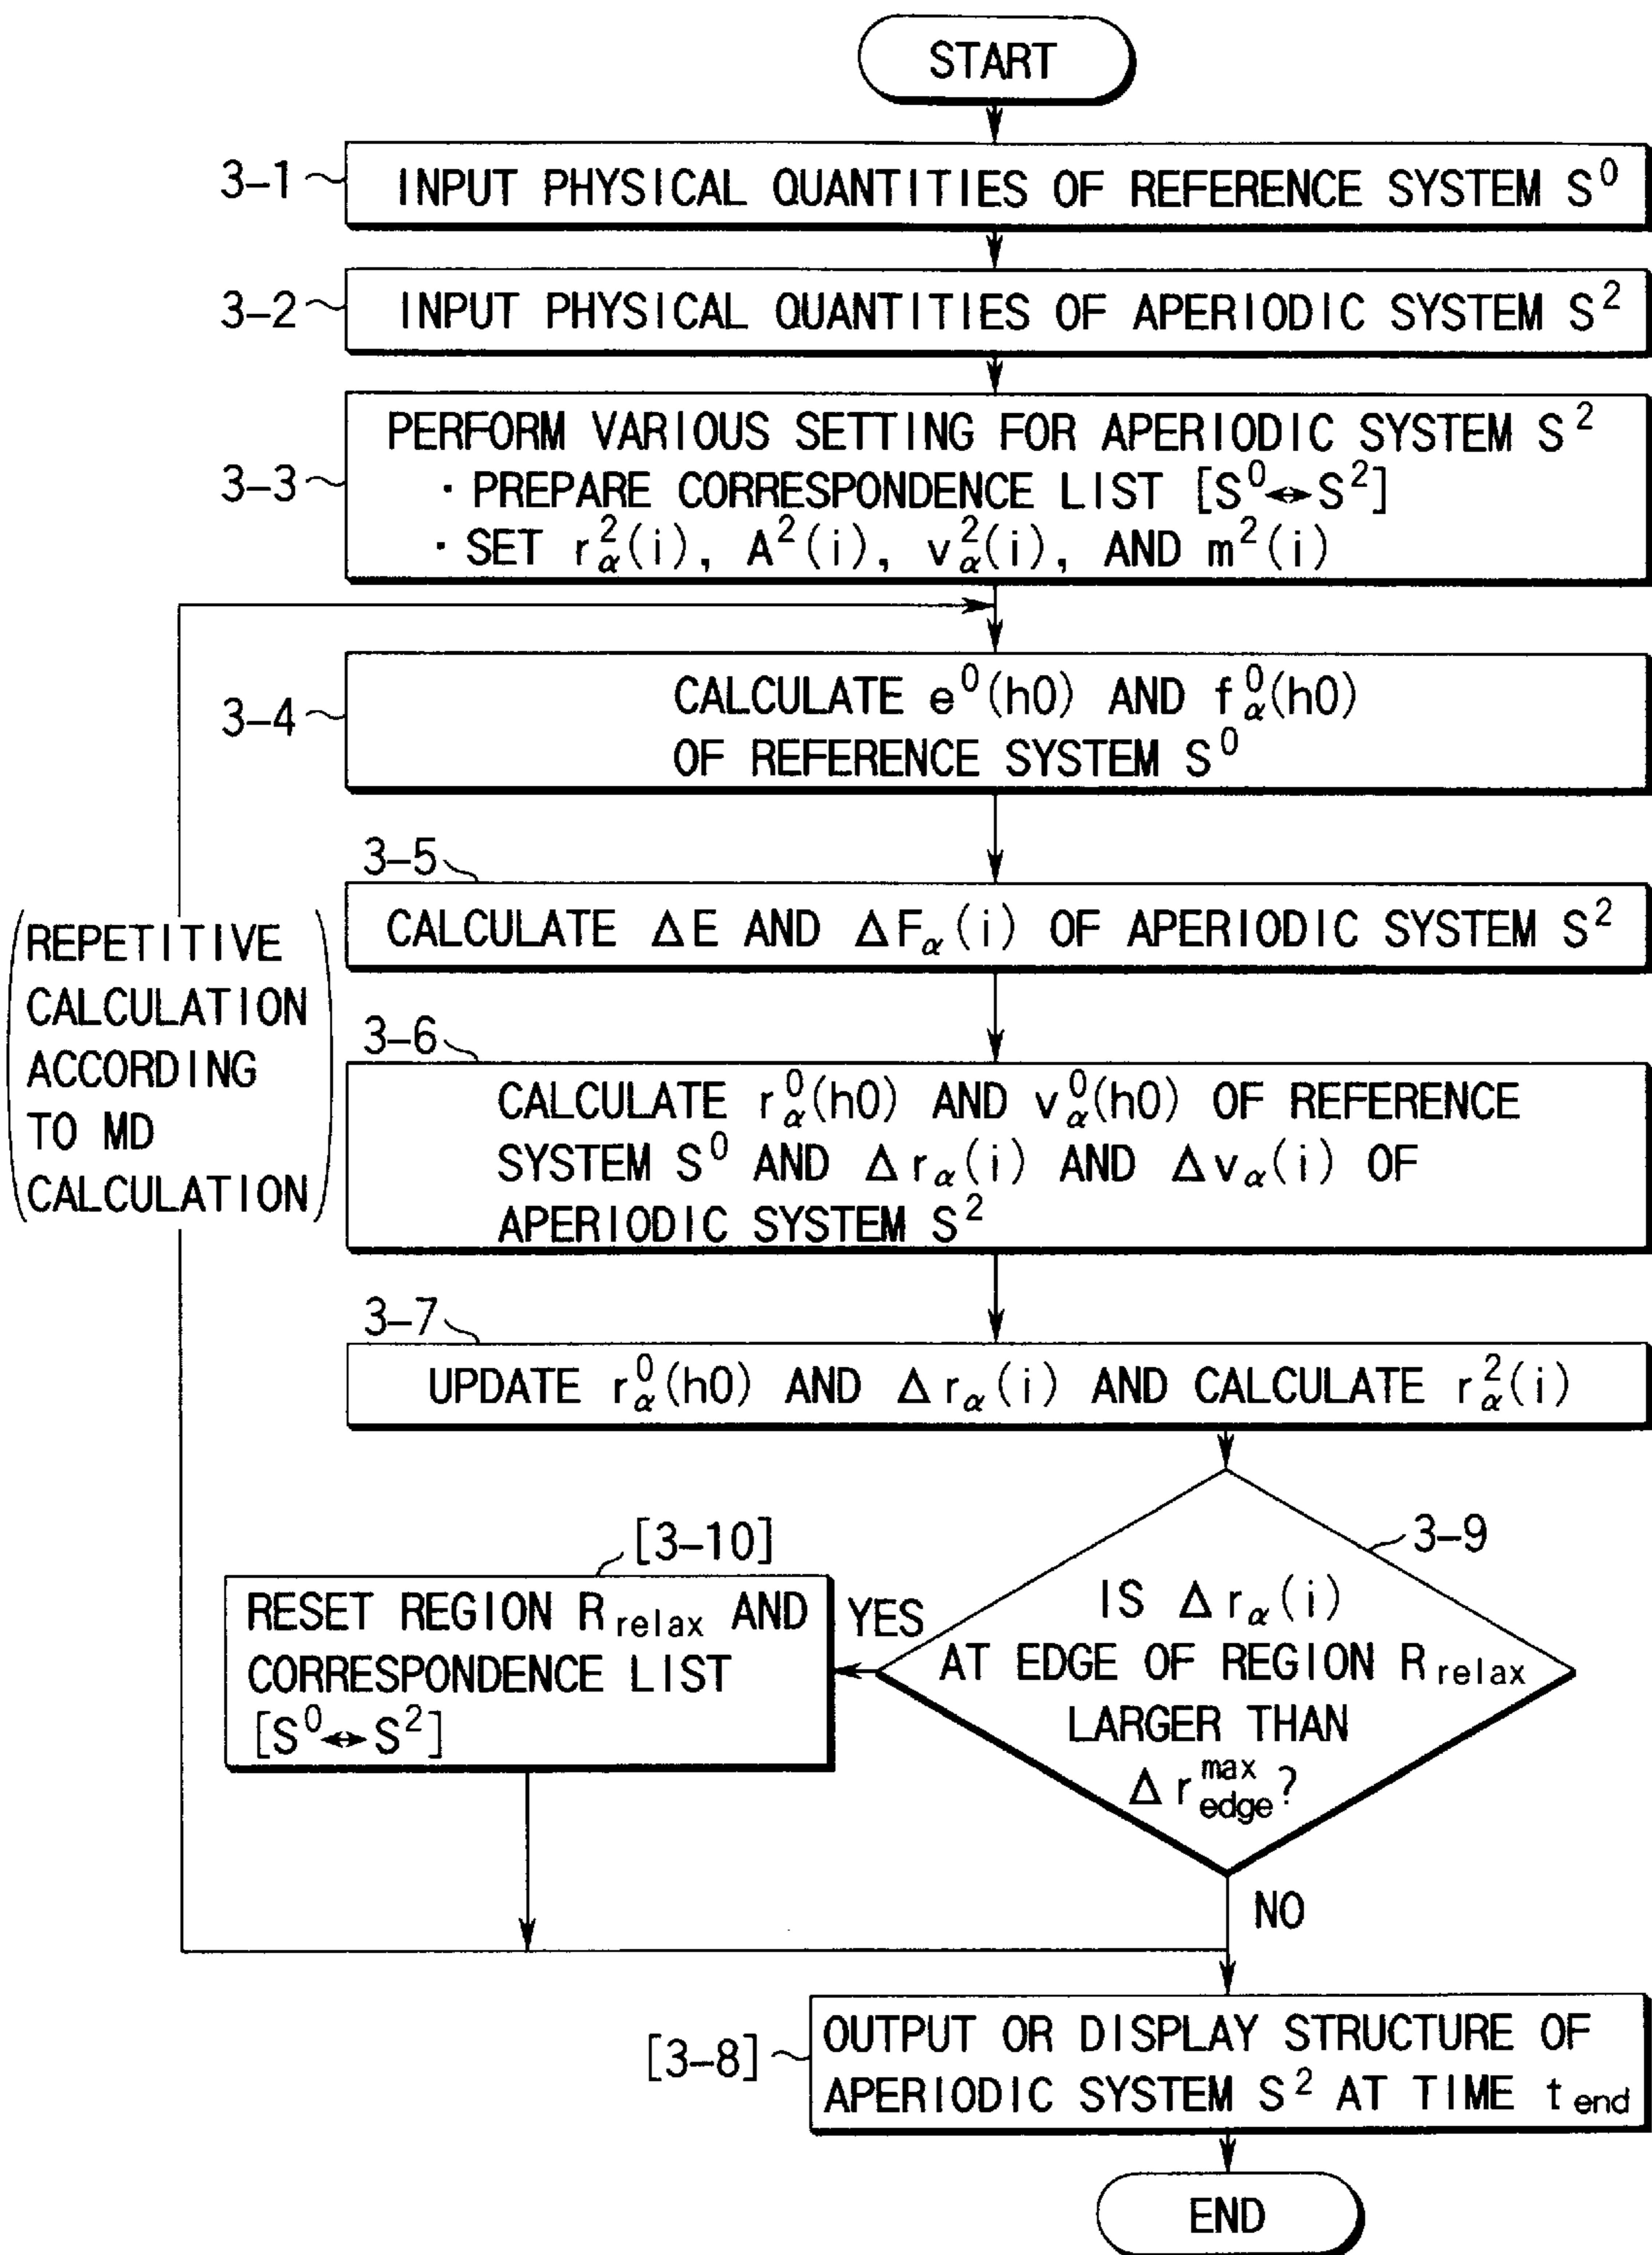 START
3-1
INPUT PHYSICAL QUANTITIES OF REFERENCE SYSTEM S⁰
3-2
INPUT PHYSICAL QUANTITIES OF APERIODIC SYSTEM S²
3-3
PERFORM VARIOUS SETTING FOR APERIODIC SYSTEM S²
· PREPARE CORRESPONDENCE LIST [S⁰↔S²]
· SET r²α(i), A²(i), v²α(i), AND m²(i)
3-4
CALCULATE e⁰(h0) AND f⁰α(h0)
OF REFERENCE SYSTEM S⁰
3-5
CALCULATE ΔE AND ΔFα(i) OF APERIODIC SYSTEM S²
(REPETITIVE
CALCULATION
ACCORDING
TO MD
CALCULATION)
3-6
CALCULATE r⁰α(h0) AND v⁰α(h0) OF REFERENCE
SYSTEM S⁰ AND Δrα(i) AND Δvα(i) OF
APERIODIC SYSTEM S²
3-7
UPDATE r⁰α(h0) AND Δrα(i) AND CALCULATE r²α(i)
3-9
IS Δrα(i)
AT EDGE OF REGION Rrelax
LARGER THAN
Δr max edge?
YES
[3-10]
RESET REGION Rrelax AND
CORRESPONDENCE LIST
[S⁰↔S²]
NO
[3-8]
OUTPUT OR DISPLAY STRUCTURE OF
APERIODIC SYSTEM S² AT TIME tend
END